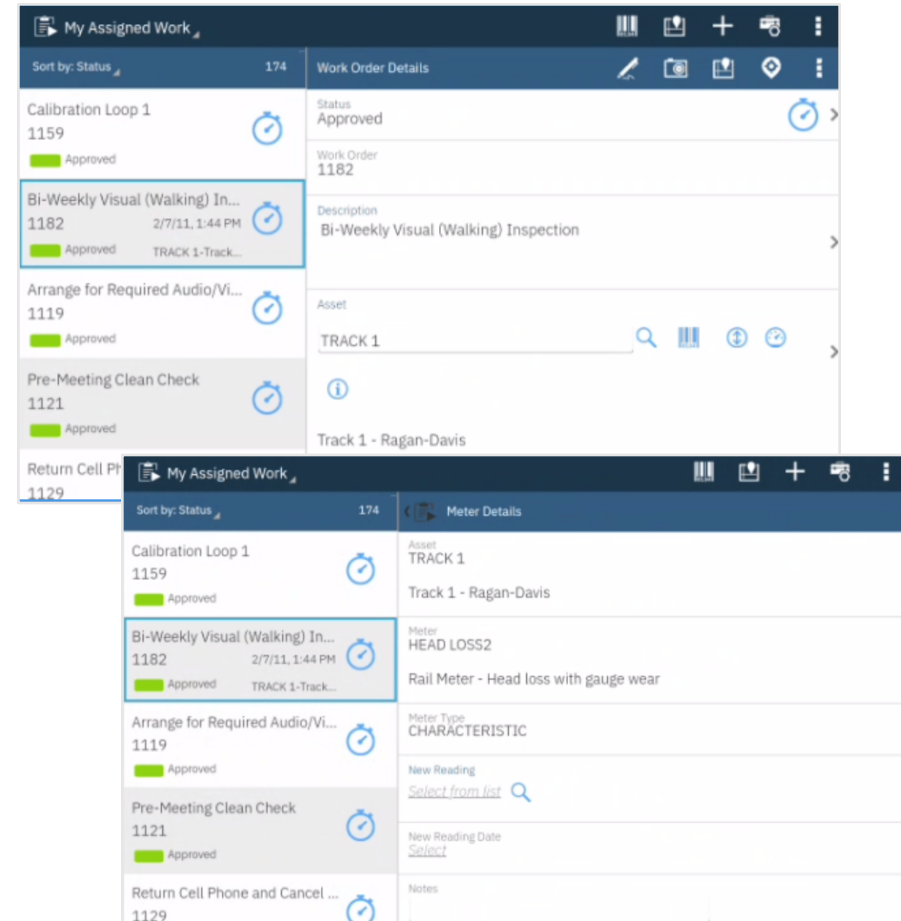 My Assigned Work
Sort by: Status 174
Calibration Loop 1
1159
Approved
Bi-Weekly Visual (Walking) In...
1182 2/7/11, 1:44 PM
Approved TRACK 1-Track...
Arrange for Required Audio/Vi...
1119
Approved
Pre-Meeting Clean Check
1121
Approved
Return Cell Ph
1129
Work Order Details
Status
Approved
Work Order
1182
Description
Bi-Weekly Visual (Walking) Inspection
Asset
TRACK 1
Track 1 - Ragan-Davis
My Assigned Work
Sort by: Status 174
Calibration Loop 1
1159
Approved
Bi-Weekly Visual (Walking) In...
1182 2/7/11, 1:44 PM
Approved TRACK 1-Track...
Arrange for Required Audio/Vi...
1119
Approved
Pre-Meeting Clean Check
1121
Approved
Return Cell Phone and Cancel ...
1129
Meter Details
Asset
TRACK 1
Track 1 - Ragan-Davis
Meter
HEAD LOSS2
Rail Meter - Head loss with gauge wear
Meter Type
CHARACTERISTIC
New Reading
Select from list
New Reading Date
Select
Notes